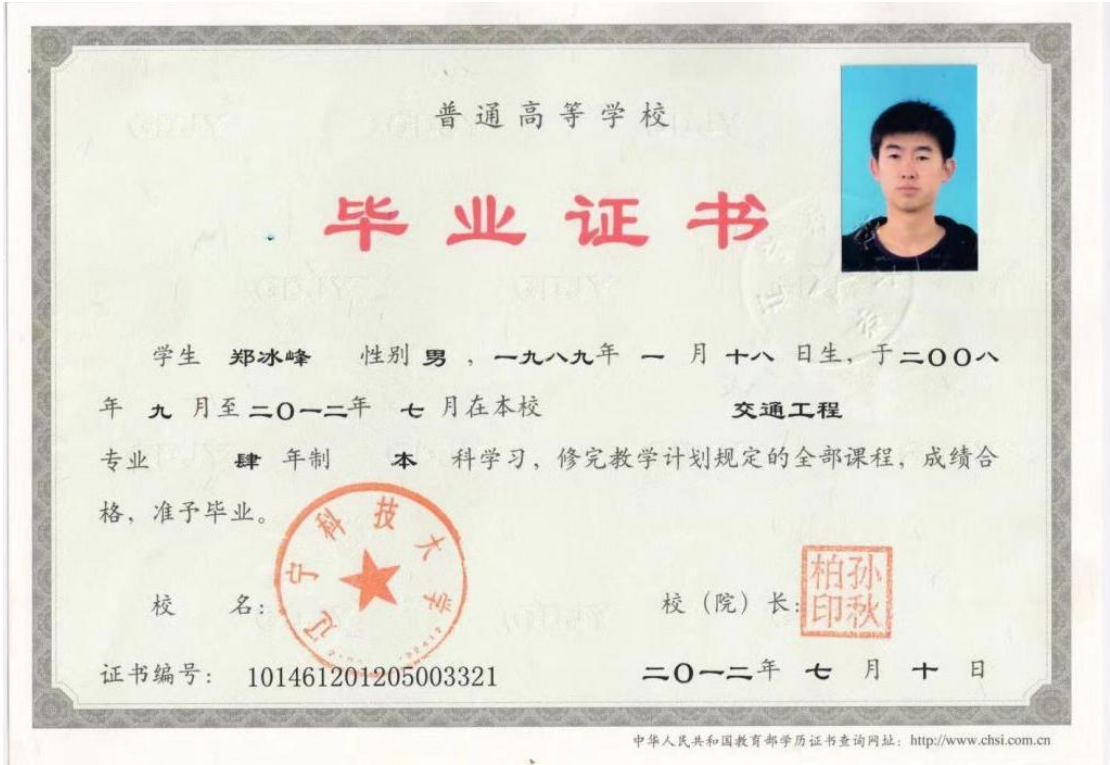 普通高等学校
毕业证书
学生 郑冰峰 性别 男 ，一九八九年 一 月 十八 日生，于二〇〇八
年 九 月至二〇一二年 七 月在本校 交通工程
专业 肆 年制 本 科学习，修完教学计划规定的全部课程，成绩合
格，准予毕业。
辽宁科技大学
校 名：
校（院）长：
孙秋柏印
证书编号： 101461201205003321
二〇一二年 七 月 十 日
中华人民共和国教育部学历证书查询网址：http://www.chsi.com.cn